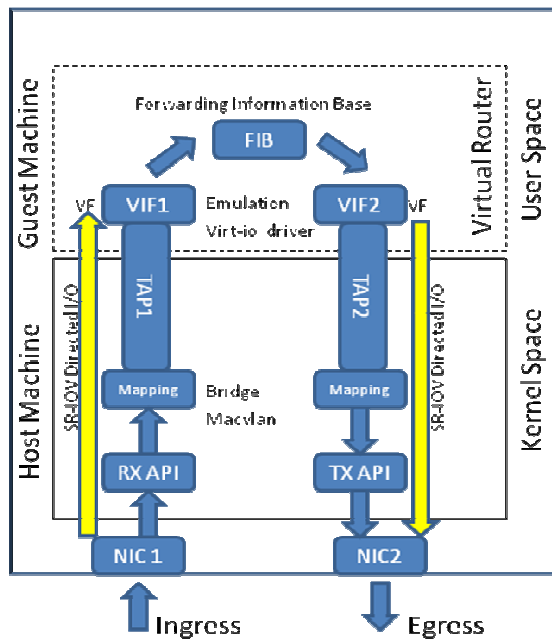 Guest Machine
Host Machine
Forwarding Information Base
FIB
VF
VIF1
Emulation
Virt-io driver
VIF2
VF
Virtual Router
User Space
TAP1
TAP2
SR-IOV Directed I/O
SR-IOV Directed I/O
Mapping
Bridge
Macvlan
Mapping
RX API
TX API
Kernel Space
NIC 1
NIC2
Ingress
Egress